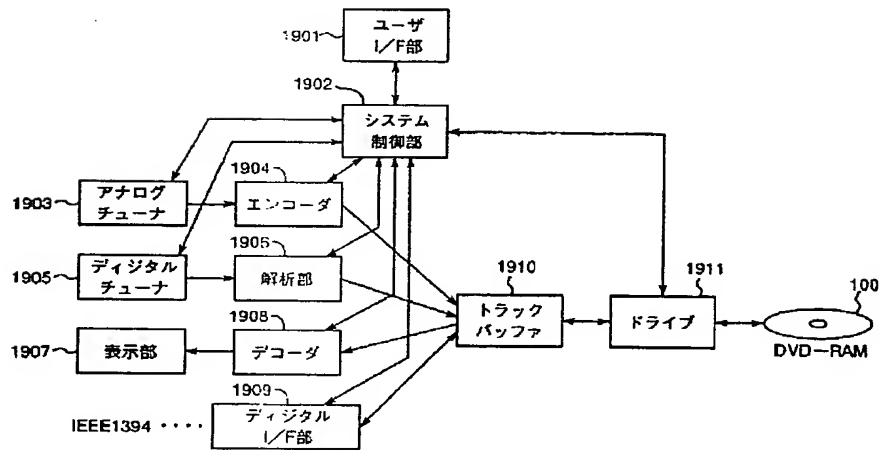 1901
ユーザ
I/F部
1902
システム
制御部
1904
1903
アナログ
チューナ
エンコーダ
1906
1905
ディジタル
チューナ
解析部
1910
トラック
バッファ
1911
ドライブ
100
DVD-RAM
1908
1907
表示部
デコーダ
1909
IEEE1394 ····
ディジタル
I/F部